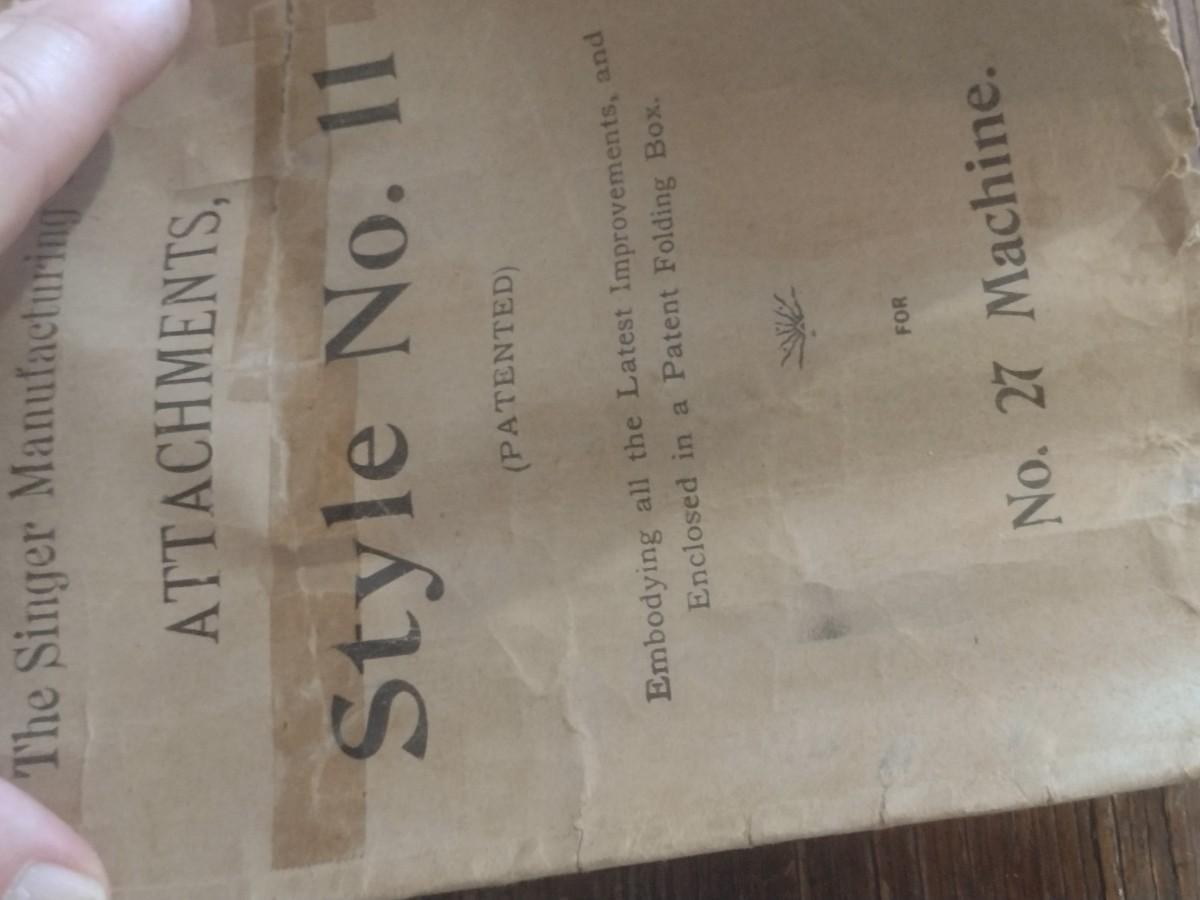 The Singer Manufacturing
ATTACHMENTS,
Style No. 11
(PATENTED)
Embodying all the Latest Improvements, and
Enclosed in a Patent Folding Box.
FOR
No. 27 Machine.